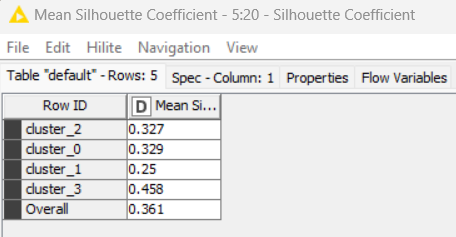 Mean Silhouette Coefficient - 5:20 - Silhouette Coefficient
File Edit Hilite Navigation View
Table "default" - Rows: 5 Spec - Column: 1 Properties Flow Variables
Row ID D Mean Si...
cluster_2 0.327
cluster_0 0.329
cluster_1 0.25
cluster_3 0.458
Overall 0.361